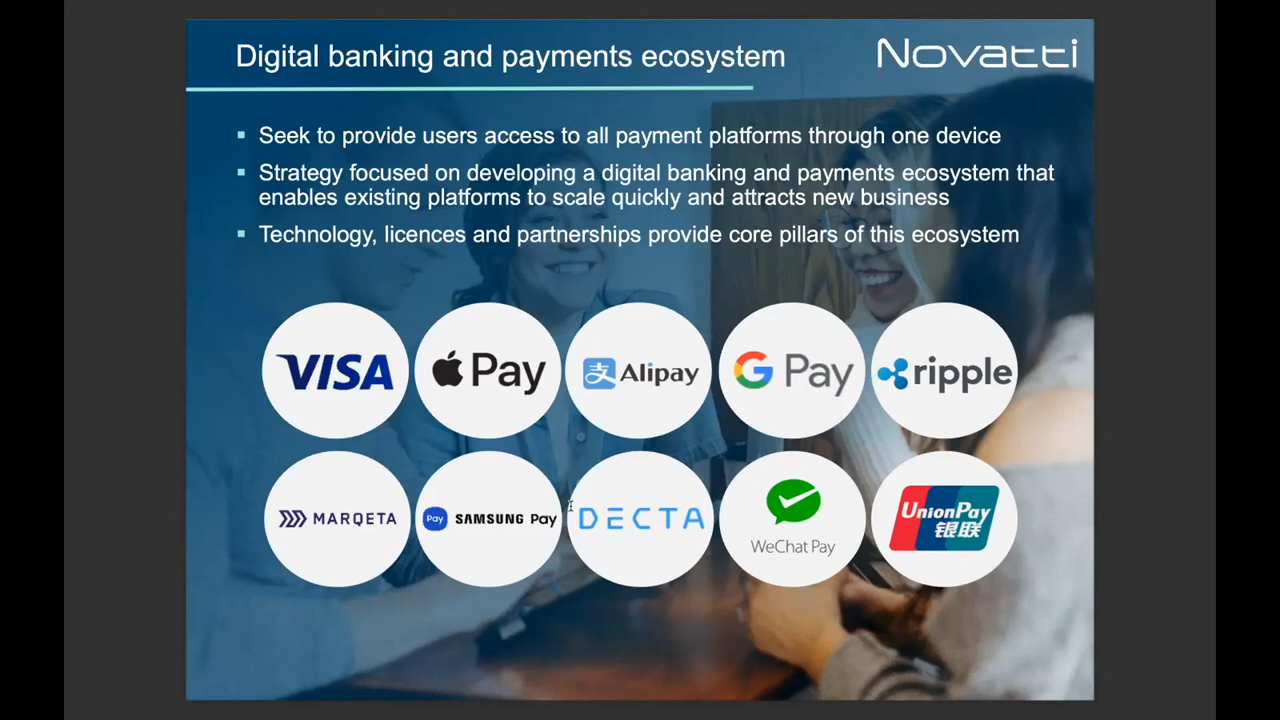 Digital banking and payments ecosystem
Novatti
Seek to provide users access to all payment platforms through one device
Strategy focused on developing a digital banking and payments ecosystem that
enables existing platforms to scale quickly and attracts new business
Technology, licences and partnerships provide core pillars of this ecosystem
VISA
Pay
支 Alipay
G Pay
ripple
MARQETA
Pay SAMSUNG Pay
DECTA
WeChat Pay
UnionPay
银联